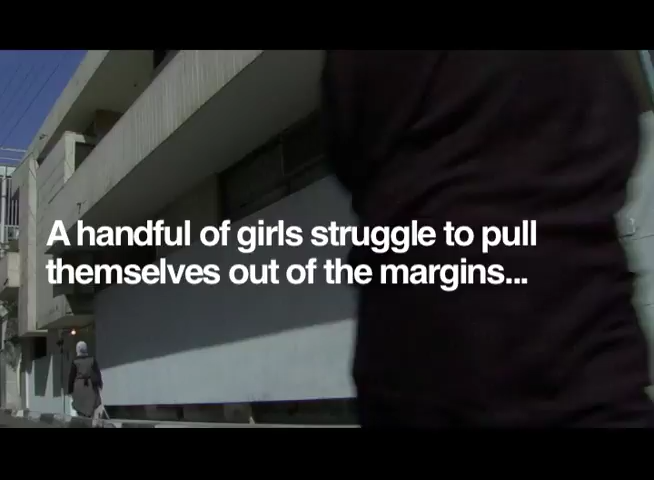 A handful of girls struggle to pull
themselves out of the margins...